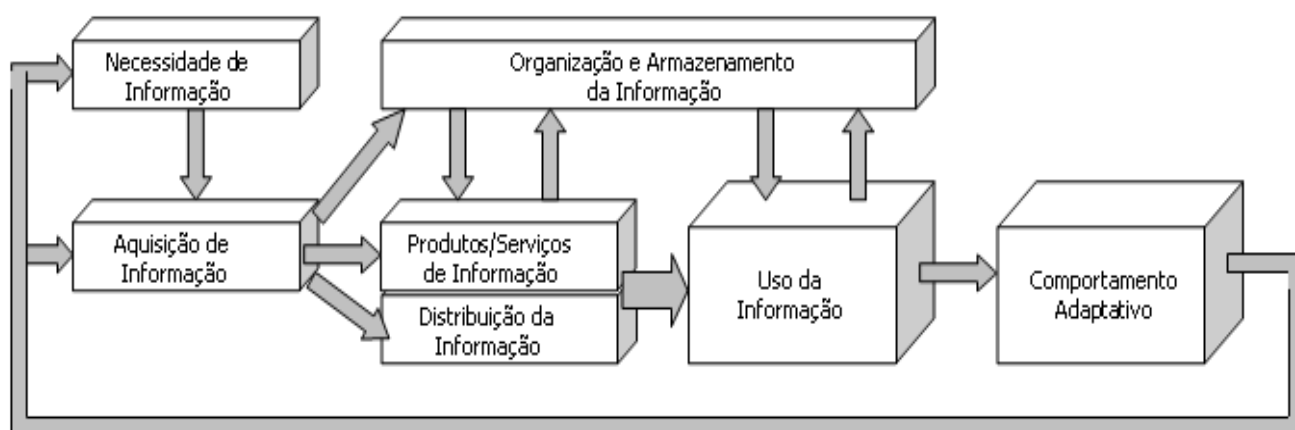 Necessidade de
Informação
Organização e Armazenamento
da Informação
Aquisição de
Informação
Produtos/Serviços
de Informação
Distribuição da
Informação
Uso da
Informação
Comportamento
Adaptativo